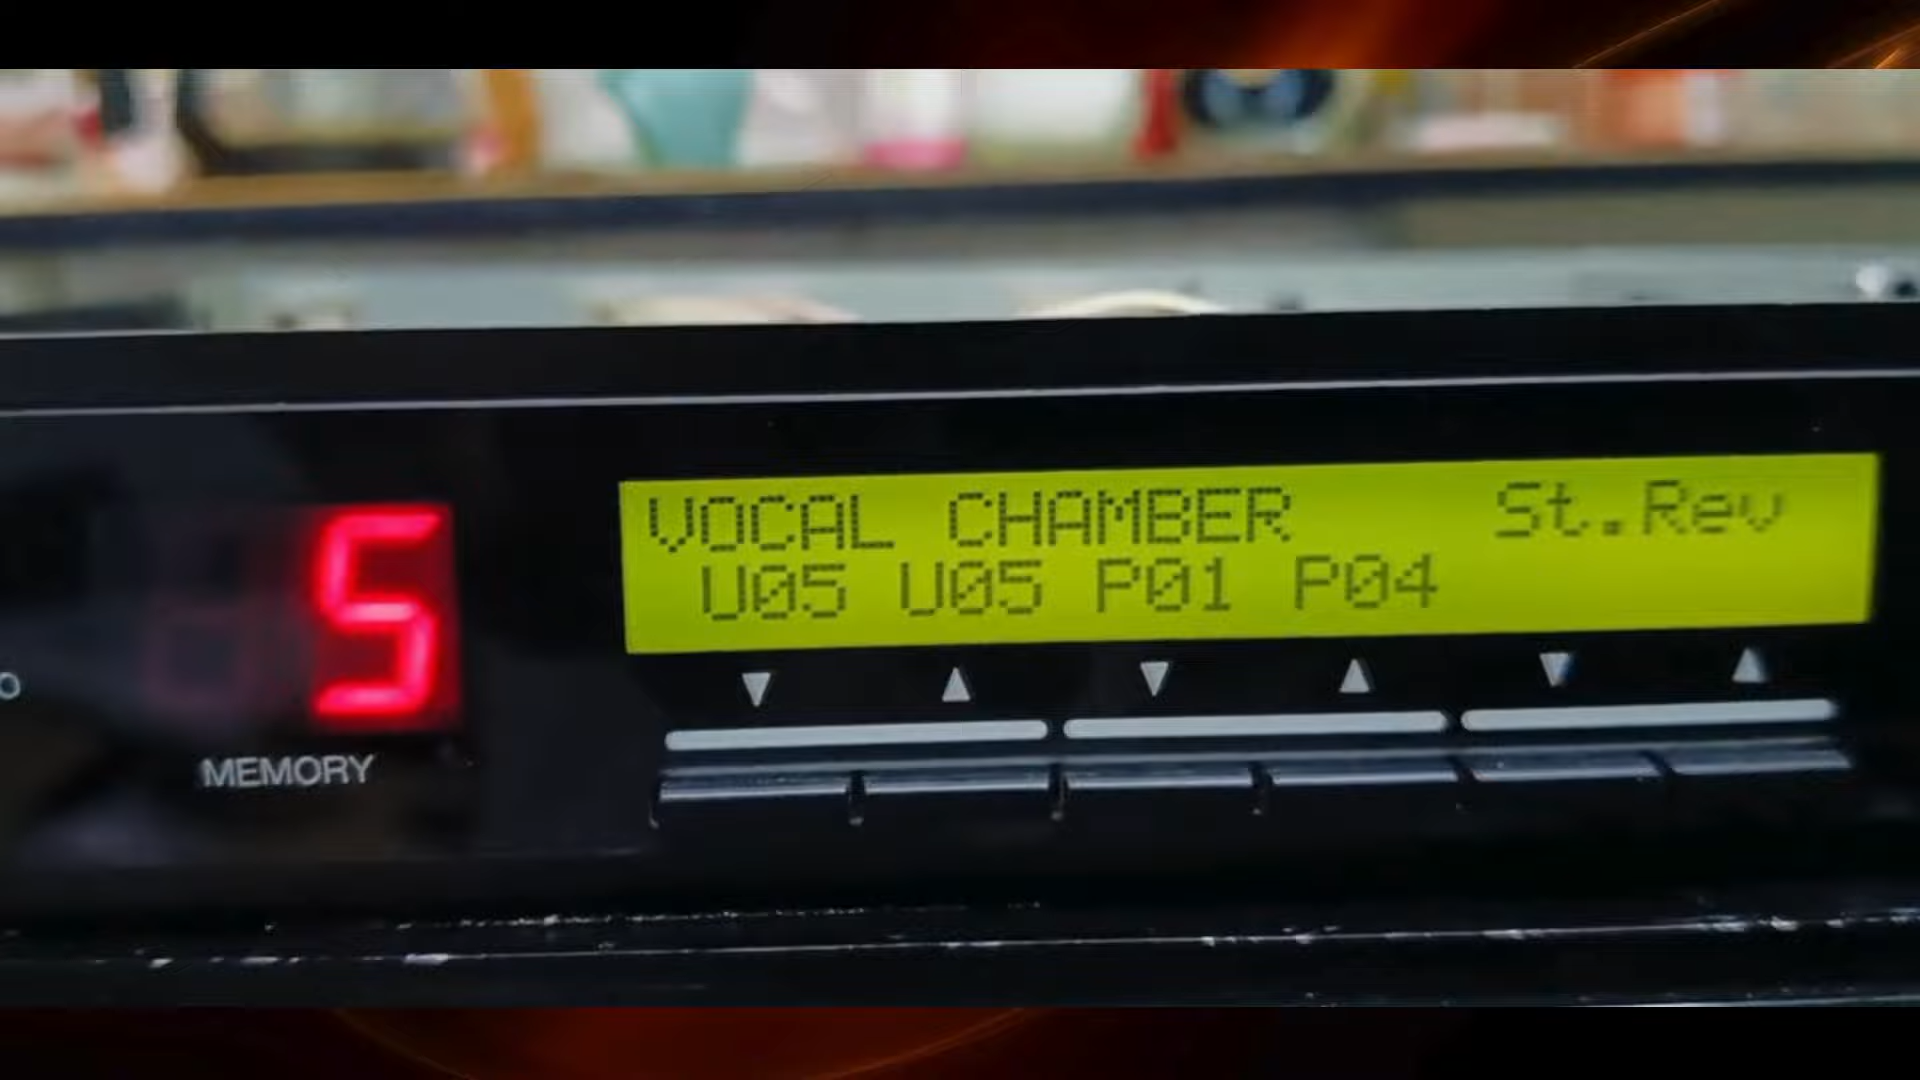 VOCAL CHAMBER St.Rev
U05 U05 P01 P04
5
MEMORY